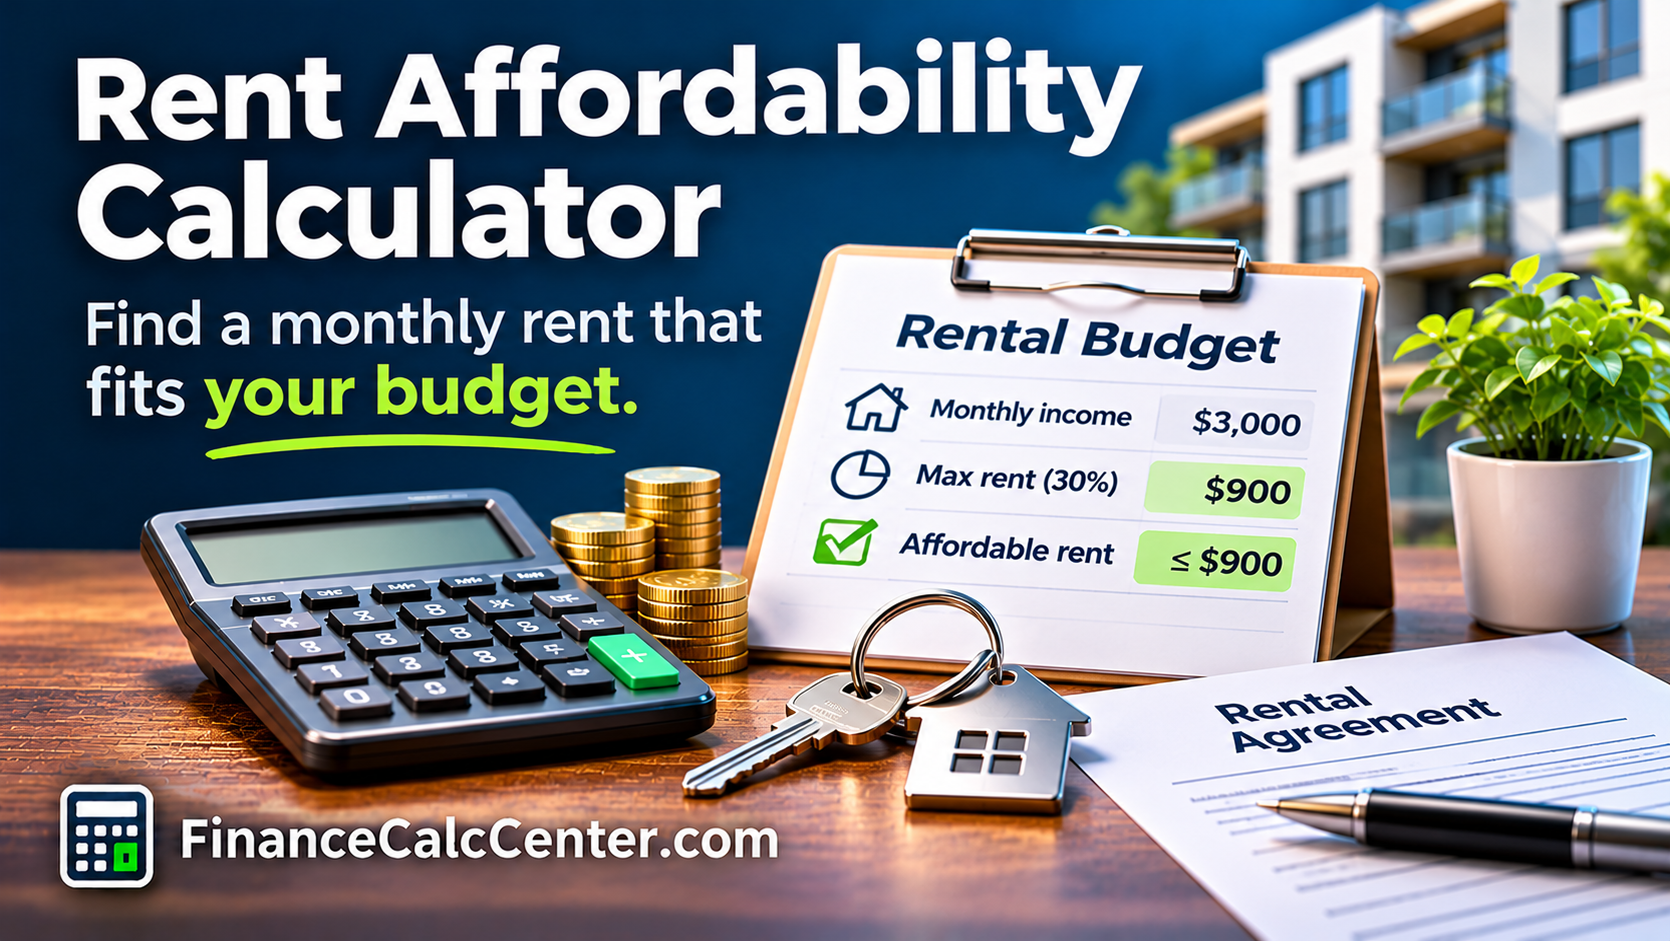 Rent Affordability
Calculator
Find a monthly rent that
fits your budget.
Rental Budget
Monthly income $3,000
Max rent (30%) $900
Affordable rent ≤ $900
Rental
Agreement
FinanceCalcCenter.com